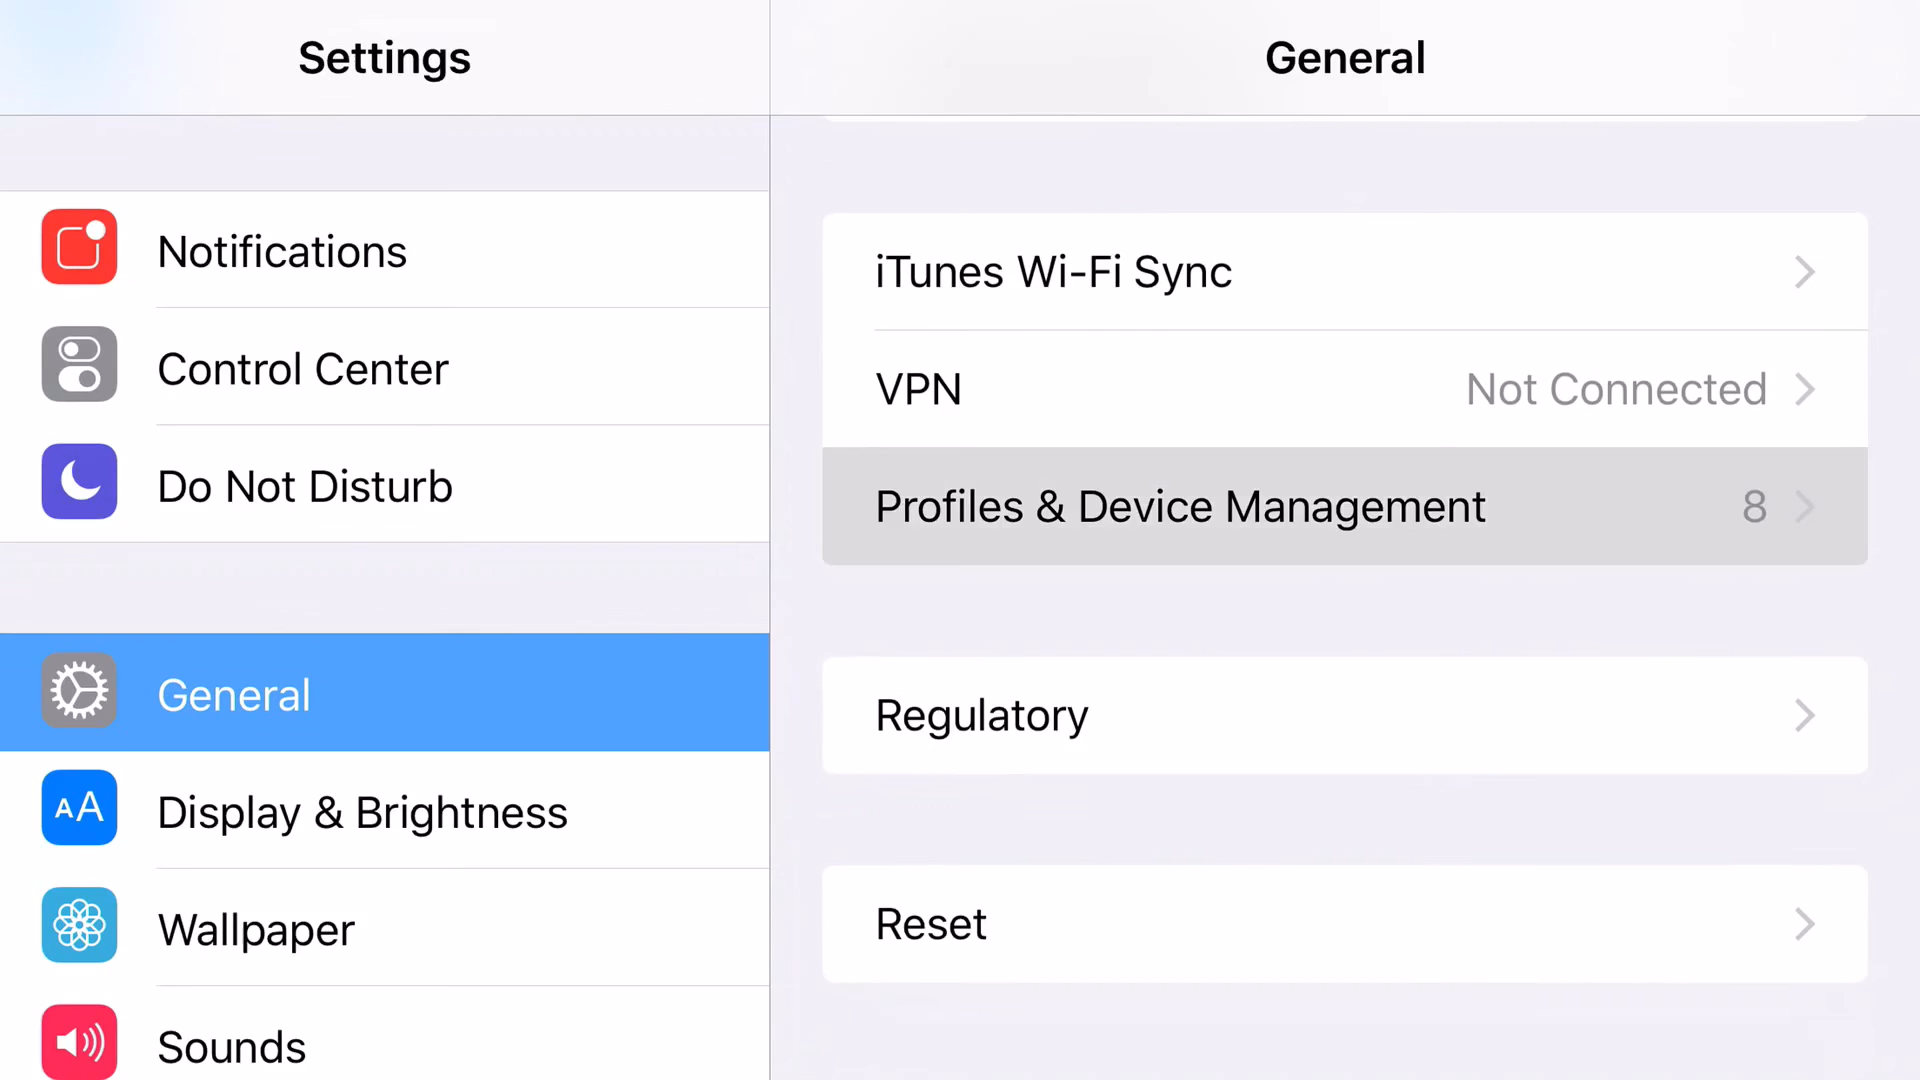 Settings
Notifications
Control Center
Do Not Disturb
General
AA Display & Brightness
Wallpaper
Sounds
General
iTunes Wi-Fi Sync
VPN Not Connected
Profiles & Device Management 8
Regulatory
Reset